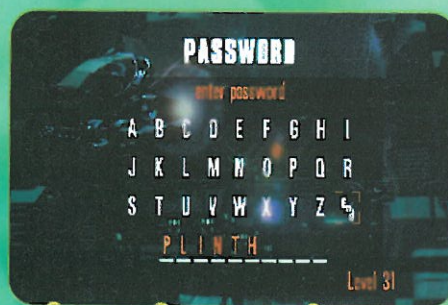 PASSWORD
enter password
A B C D E F G H I
J K L M N O P Q R
S T U V W X Y Z
PLINTH
Level 31